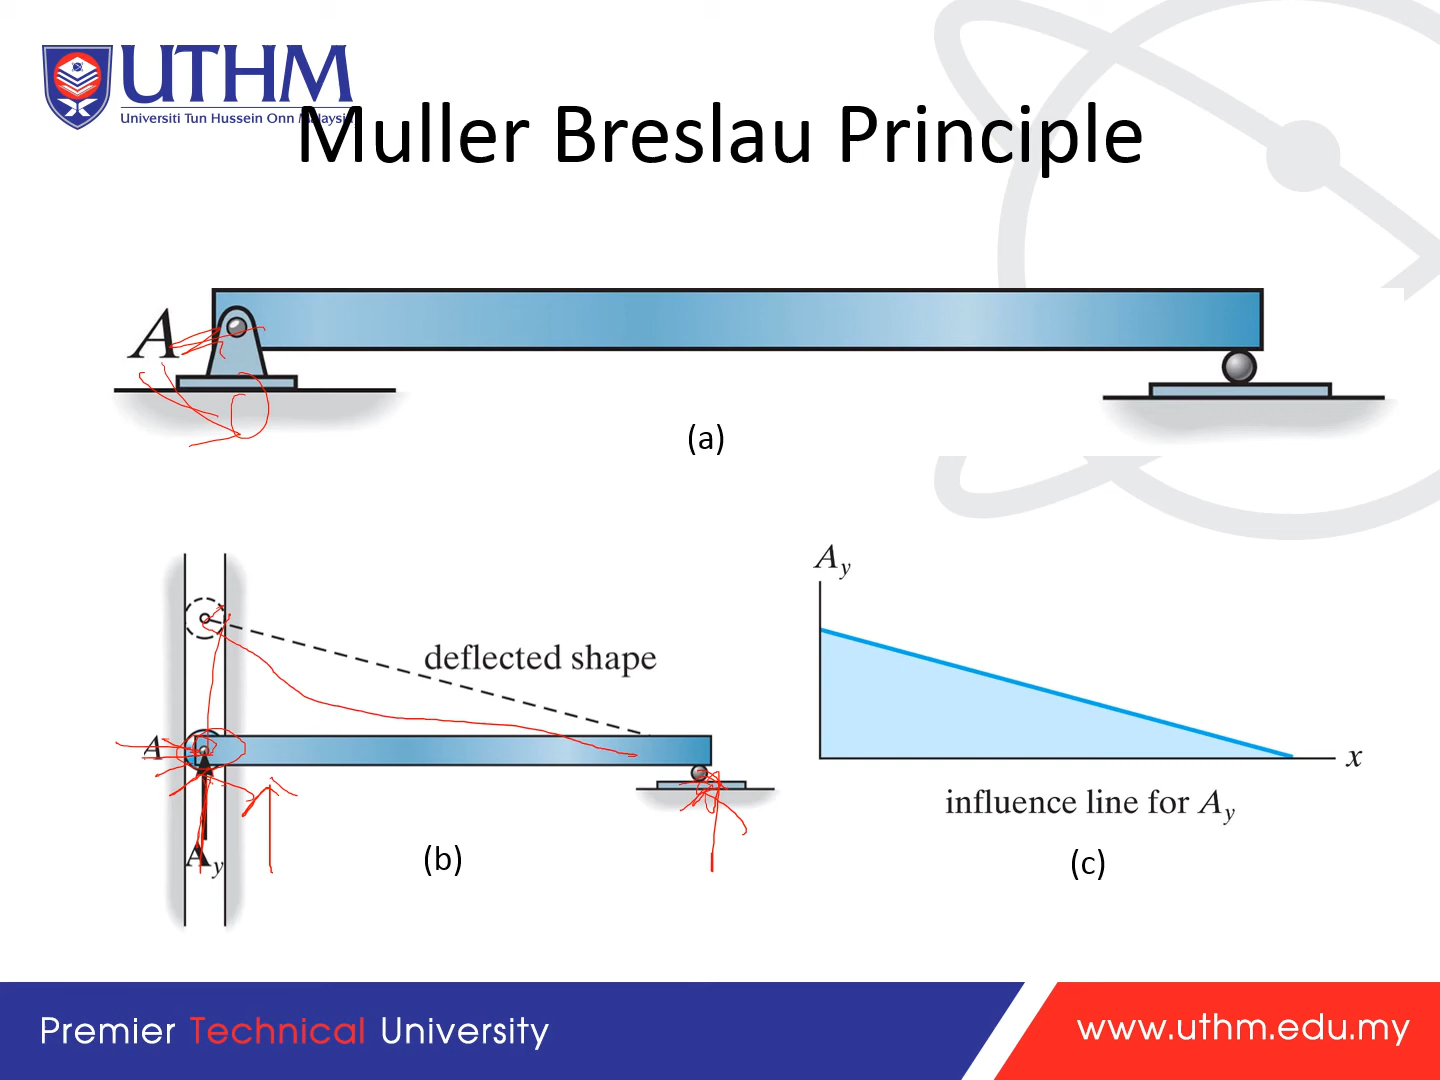 UTHM
Universiti Tun Hussein Onn Malaysia
Muller Breslau Principle
A
(a)
deflected shape
A
Ay
(b)
Ay
x
influence line for Ay
(c)
Premier Technical University
www.uthm.edu.my